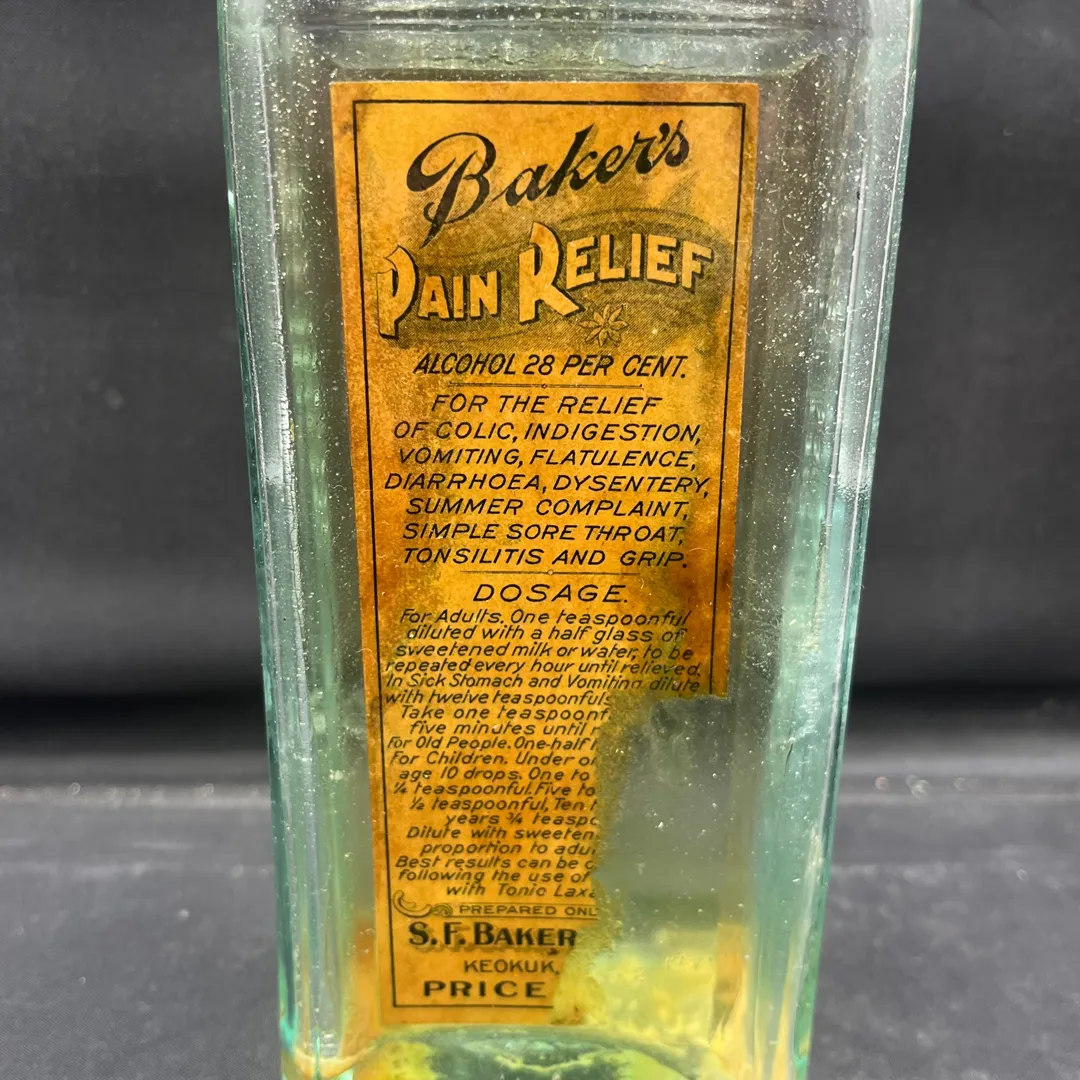 Baker's
PAIN RELIEF
ALCOHOL 28 PER CENT.
FOR THE RELIEF
OF COLIC, INDIGESTION,
VOMITING, FLATULENCE,
DIARRHOEA, DYSENTERY,
SUMMER COMPLAINT,
SIMPLE SORE THROAT,
TONSILITIS AND GRIP.
DOSAGE.
For Adults. One teaspoonful
diluted with a half glass of
sweetened milk or water, to be
repeated every hour until relieved.
In Sick Stomach and Vomiting dilute
with twelve teaspoonfuls
Take one teaspoonf
five minutes until
For Old People. One-half
For Children. Under
age 10 drops. One to
¼ teaspoonful. Five to
½ teaspoonful, Ten
years ¾ teaspo
Dilute with sweeten
proportion to adu
Best results can be
following the use of
with Tonic Lax
PREPARED ONL
S. F. BAKER
KEOKUK,
PRICE